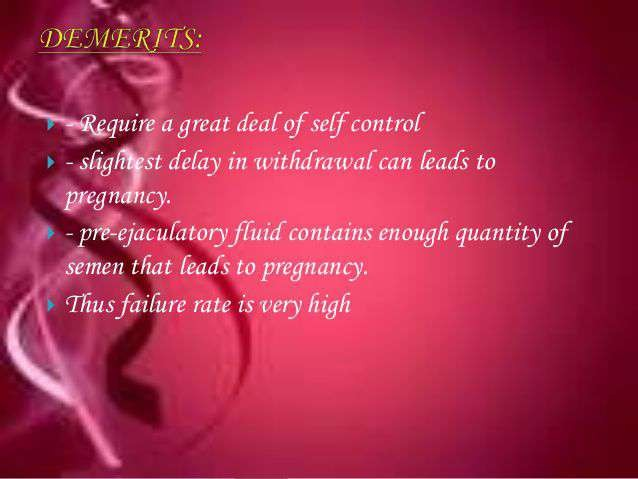 DEMERITS:
- Require a great deal of self control
- slightest delay in withdrawal can leads to
pregnancy.
- pre-ejaculatory fluid contains enough quantity of
semen that leads to pregnancy.
Thus failure rate is very high